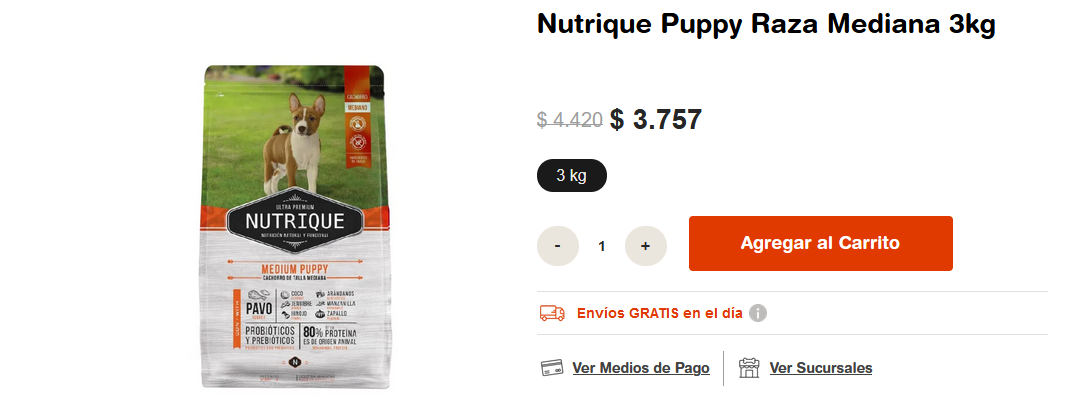 Nutrique Puppy Raza Mediana 3kg
$ 4.420 $ 3.757
3 kg
- 1 +
Agregar al Carrito
Envíos GRATIS en el día i
Ver Medios de Pago
Ver Sucursales
CACHORRO
MEDIANO
ULTRA PREMIUM
NUTRIQUE
NUTRICIÓN NATURAL Y FUNCIONAL
MEDIUM PUPPY
CACHORRO DE TALLA MEDIANA
PAVO
COCO
JENGIBRE
HINOJO
ARÁNDANOS
MANZANILLA
ZAPALLO
PROBIÓTICOS
Y PREBIÓTICOS
80% PROTEÍNA
ES DE ORIGEN ANIMAL
N